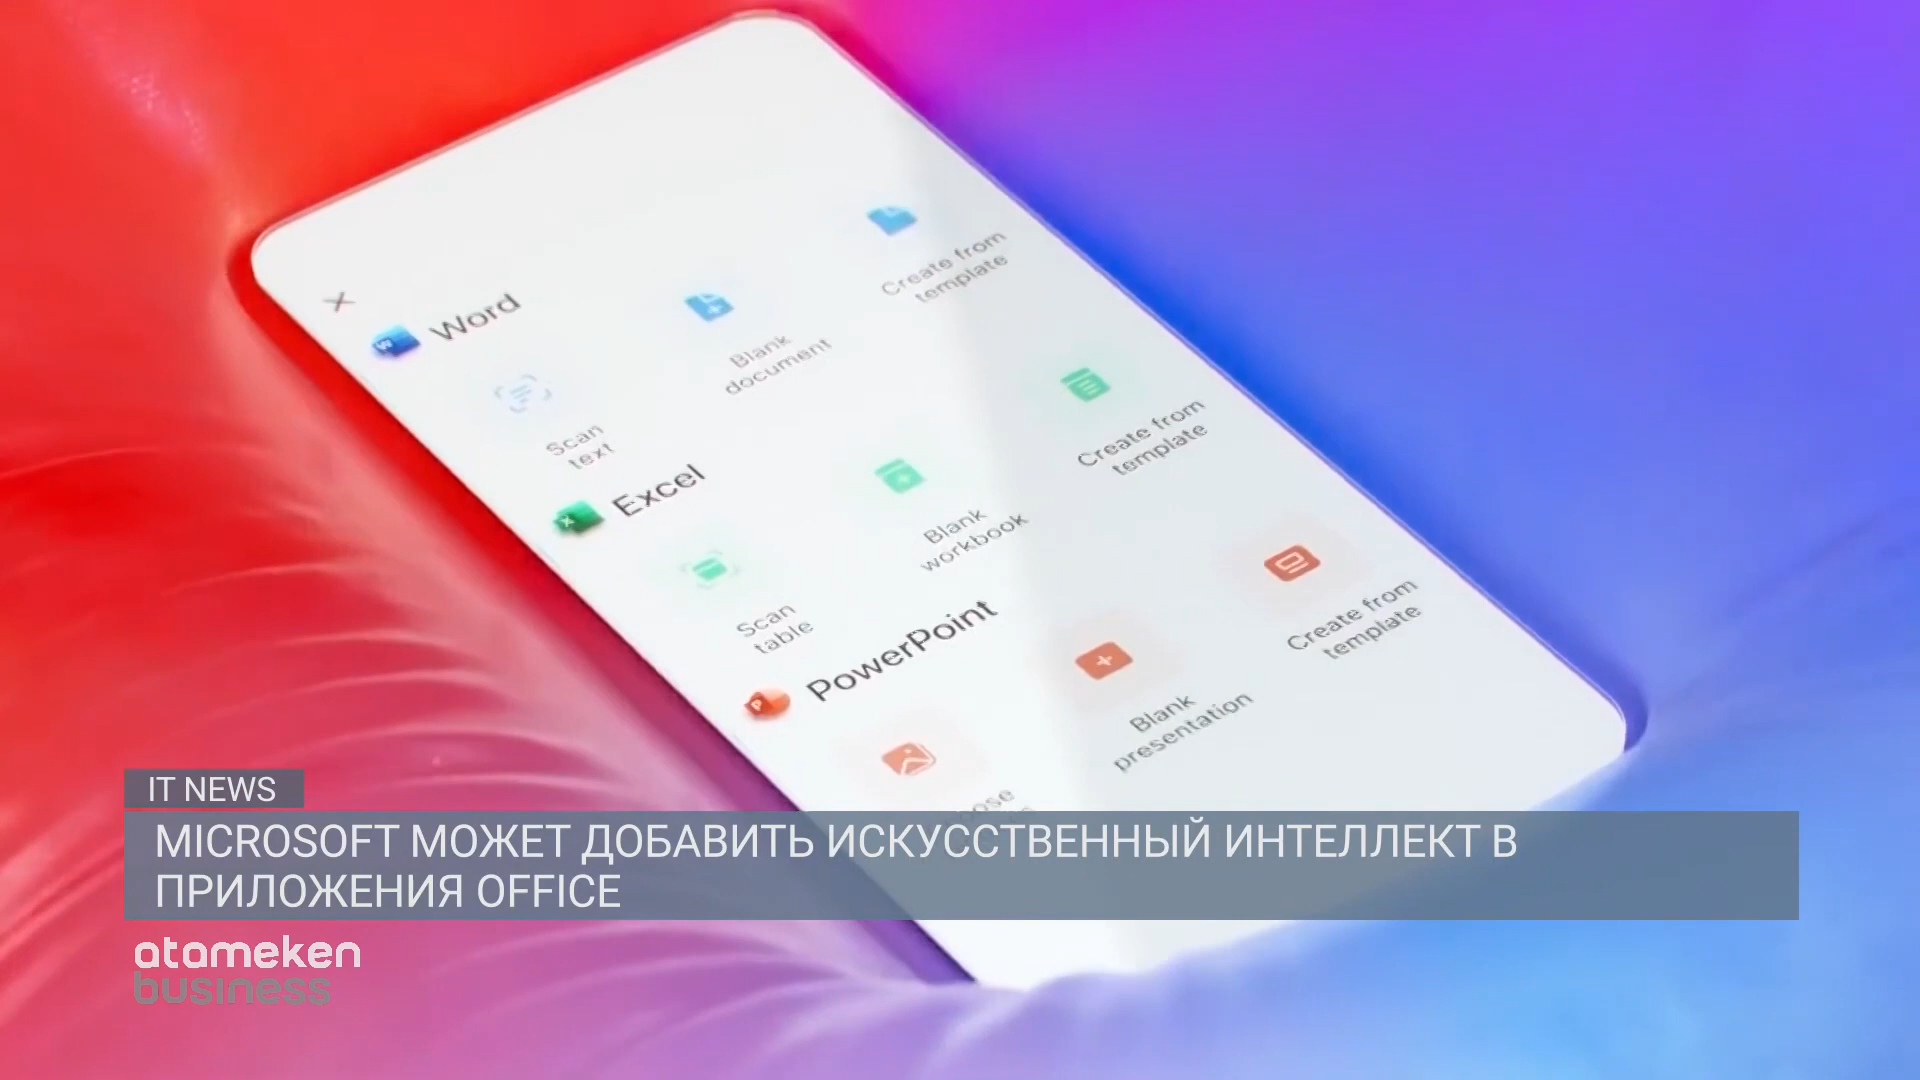 Word
Create from
template
Blank
document
Scan
text
Excel
Create from
template
Blank
workbook
Scan
table
PowerPoint
Create from
template
Blank
presentation
IT NEWS
MICROSOFT МОЖЕТ ДОБАВИТЬ ИСКУССТВЕННЫЙ ИНТЕЛЛЕКТ В
ПРИЛОЖЕНИЯ OFFICE
atameken
business